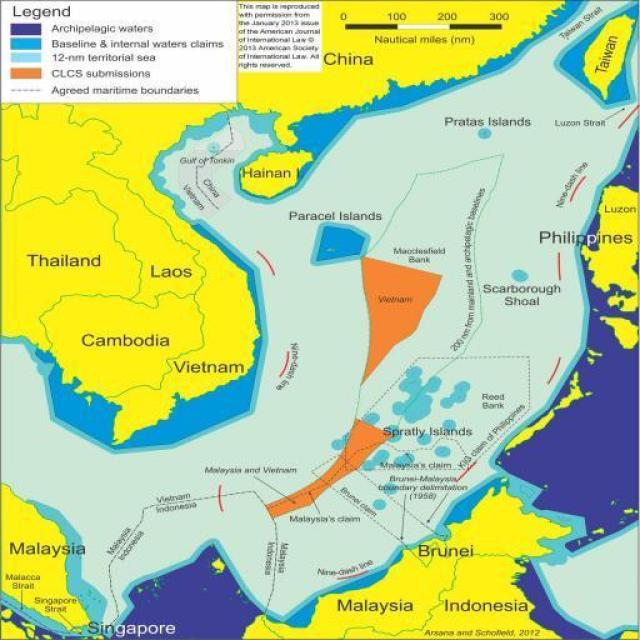 Legend
Archipelagic waters
Baseline & internal waters claims
12-nm territorial sea
CLCS submissions
Agreed maritime boundaries
This map is reproduced
with permission from
the January 2013 issue
of the American Journal
of International Law ©
2013 American Society
of International Law. All
rights reserved.
0 100 200 300
Nautical miles (nm)
China
Taiwan Strait
Taiwan
Pratas Islands
Luzon Strait
Gulf of Tonkin
Hainan
China
Vietnam
Nine-dash line
Luzon
Paracel Islands
Philippines
Macclesfield
Bank
200 nm from mainland and archipelagic baselines
Thailand
Laos
Vietnam
Scarborough
Shoal
Cambodia
Vietnam
Nine-dash line
Reed
Bank
Spratly Islands
KIG claim of Philippines
Malaysia and Vietnam
Malaysia's claim
Brunei-Malaysia
boundary delimitation
(1958)
Vietnam
Indonesia
Brunei claim
Malaysia's claim
Malaysia
Indonesia
Malaysia
Indonesia
Malaysia
Brunei
Nine-dash line
Malacca
Strait
Singapore
Strait
Malaysia
Indonesia
Singapore
Arsana and Schofield, 2012